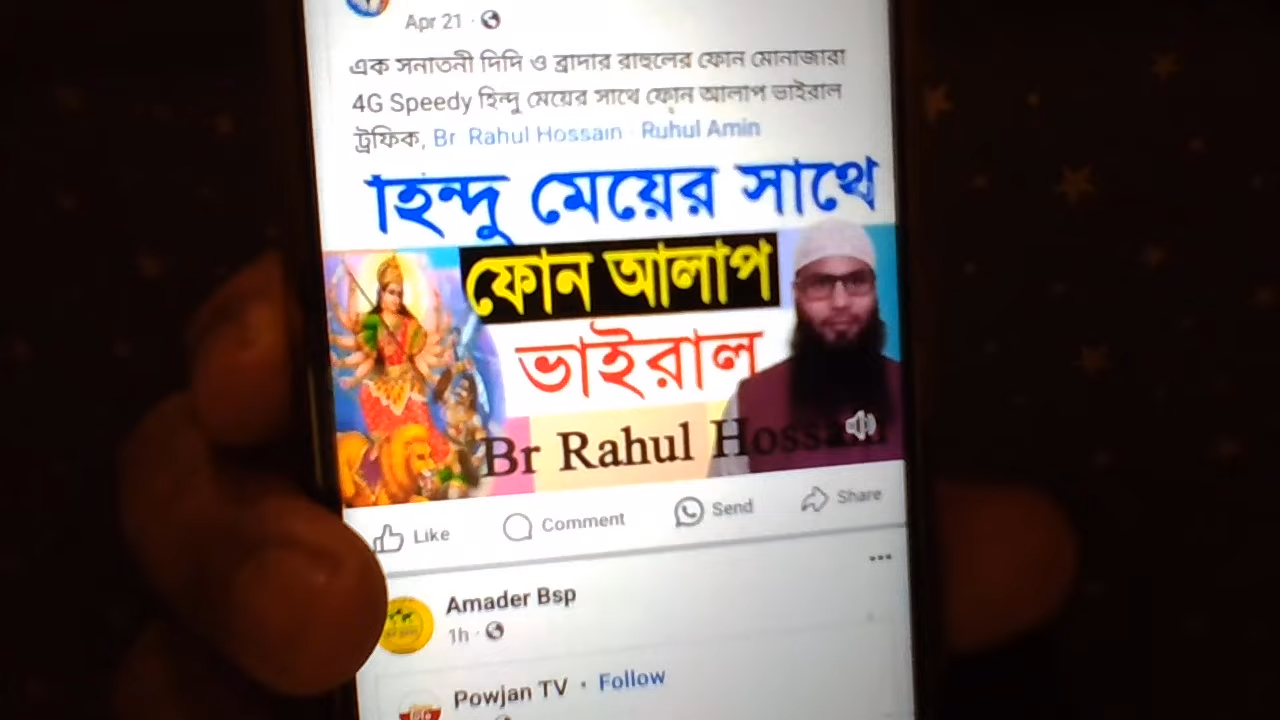 Apr 21
এক সনাতনী দিদি ও ব্রাদার রাহুলের ফোন মোনাজারা
4G Speedy হিন্দু মেয়ের সাথে ফোন আলাপ ভাইরাল
ট্রফিক, Br Rahul Hossain Ruhul Amin
হিন্দু মেয়ের সাথে
ফোন আলাপ
ভাইরাল
Br Rahul Hossain
Like Comment Send Share
Amader Bsp
1h
Powjan TV · Follow